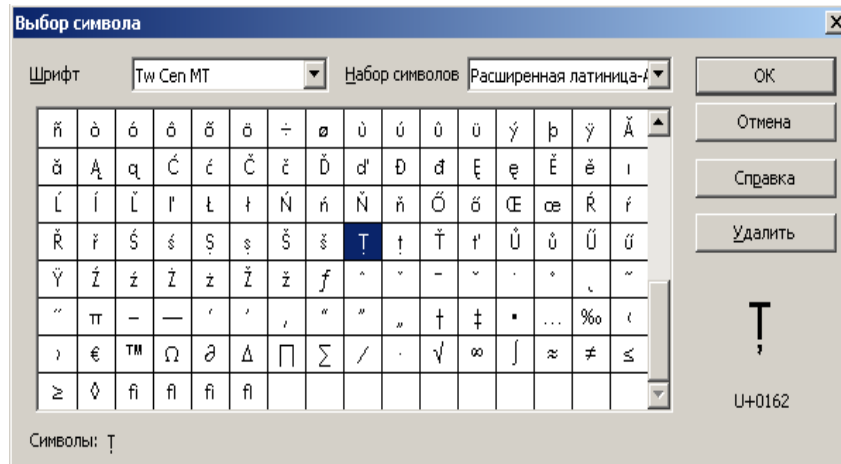 Выбор символа
Шрифт Tw Cen MT Набор символов Расширенная латиница-A
OK
Отмена
Справка
Удалить
ñ ò ó ô õ ö ÷ ø ù ú û ü ý þ ÿ Ă
ă Ą ą Ć ć Č č Ď ď Đ đ Ę ę Ě ě ı
Ĺ ĺ Ľ ľ Ł ł Ń ń Ň ň Ő ő Œ œ Ŕ ŕ
Ř ř Ś ś Ş ş Š š Ţ ţ Ť ť Ů ů Ű ű
Ÿ Ź ź Ż ż Ž ž ƒ ˆ ˇ ˉ ˘ ˙ ˚ ˛ ˜
˝ π – — ‘ ’ ‚ “ ” „ † ‡ • … ‰ ‹
› € ™ Ω ∂ ∆ ∏ ∑ ⁄ ∙ √ ∞ ∫ ≈ ≠ ≤
≥ ◊ fi fl fi fl
Ţ
U+0162
Символы: Ţ